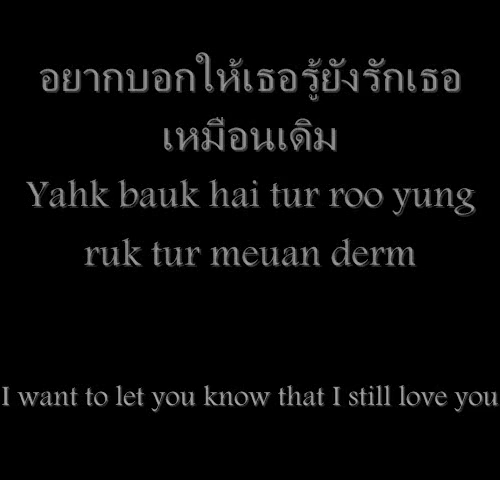 อยากบอกให้เธอรู้ยังรักเธอ
เหมือนเดิม
Yahk bauk hai tur roo yung
ruk tur meuan derm
I want to let you know that I still love you